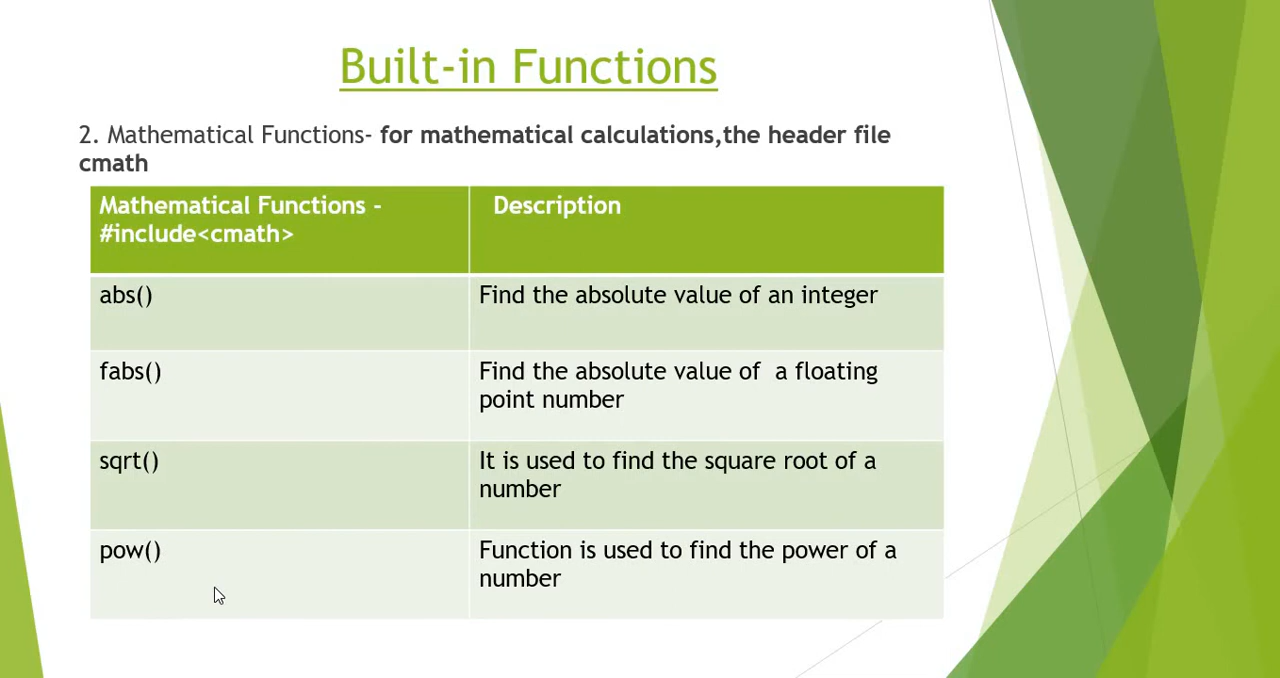 Built-in Functions
2. Mathematical Functions- for mathematical calculations,the header file
cmath
Mathematical Functions -
#include<cmath>
Description
abs()
Find the absolute value of an integer
fabs()
Find the absolute value of  a floating
point number
sqrt()
It is used to find the square root of a
number
pow()
Function is used to find the power of a
number